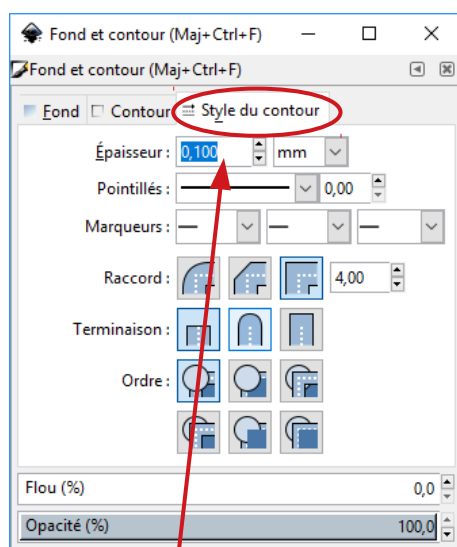 Fond et contour (Maj+Ctrl+F)
Fond et contour (Maj+Ctrl+F)
Fond Contour Style du contour
Épaisseur : 0,100 mm
Pointillés : 0,00
Marqueurs :
Raccord : 4,00
Terminaison :
Ordre :
Flou (%) 0,0
Opacité (%) 100,0